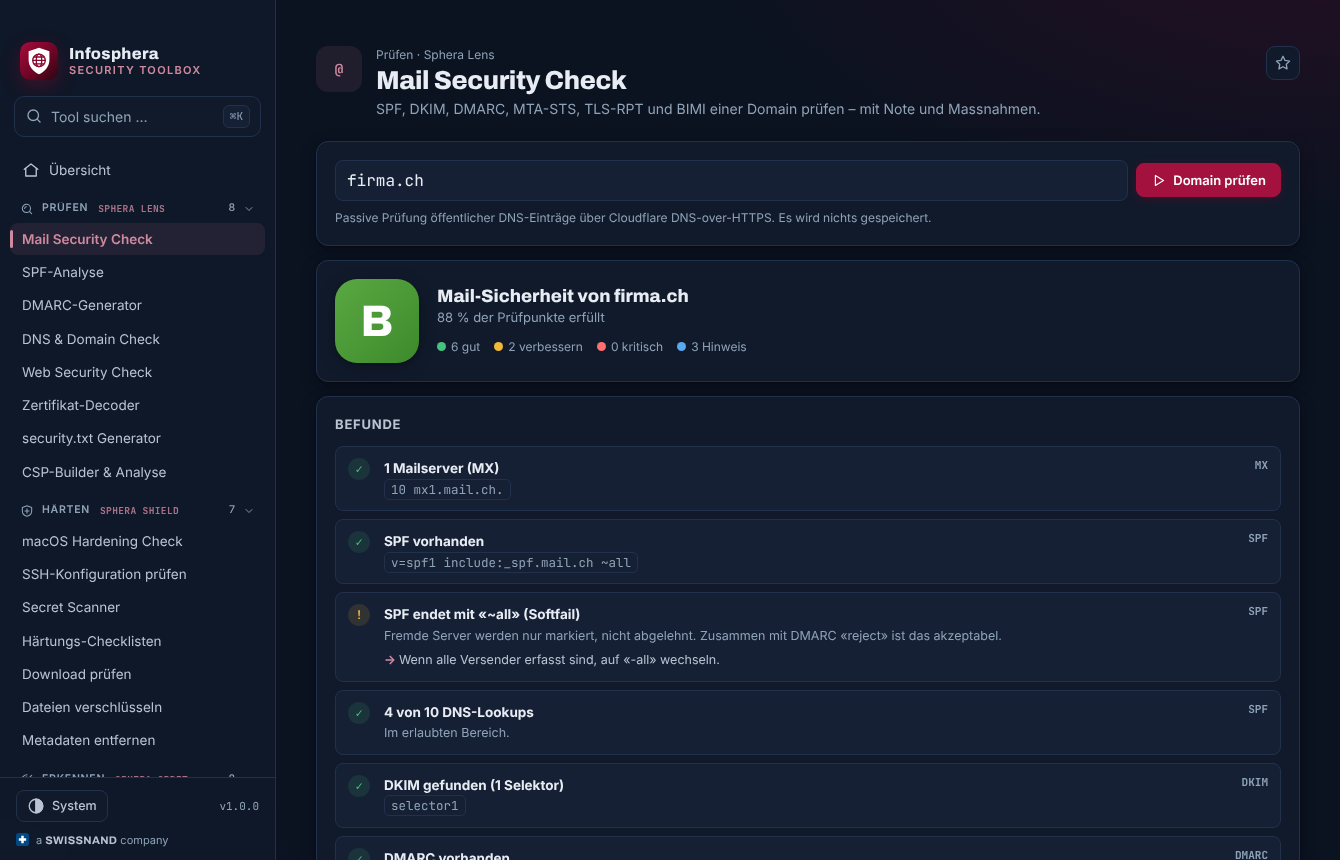 Infosphera
SECURITY TOOLBOX
Tool suchen ...
⌘K
Übersicht
PRÜFEN SPHERA LENS 8
Mail Security Check
SPF-Analyse
DMARC-Generator
DNS & Domain Check
Web Security Check
Zertifikat-Decoder
security.txt Generator
CSP-Builder & Analyse
HÄRTEN SPHERA SHIELD 7
macOS Hardening Check
SSH-Konfiguration prüfen
Secret Scanner
Härtungs-Checklisten
Download prüfen
Dateien verschlüsseln
Metadaten entfernen
ERKENNEN
System
v1.0.0
a SWISSNAND company
@
Prüfen · Sphera Lens
Mail Security Check
SPF, DKIM, DMARC, MTA-STS, TLS-RPT und BIMI einer Domain prüfen – mit Note und Massnahmen.
firma.ch
Domain prüfen
Passive Prüfung öffentlicher DNS-Einträge über Cloudflare DNS-over-HTTPS. Es wird nichts gespeichert.
B
Mail-Sicherheit von firma.ch
88 % der Prüfpunkte erfüllt
6 gut 2 verbessern 0 kritisch 3 Hinweis
BEFUNDE
✓ 1 Mailserver (MX) MX
10 mx1.mail.ch.
✓ SPF vorhanden SPF
v=spf1 include:_spf.mail.ch ~all
! SPF endet mit «~all» (Softfail) SPF
Fremde Server werden nur markiert, nicht abgelehnt. Zusammen mit DMARC «reject» ist das akzeptabel.
→ Wenn alle Versender erfasst sind, auf «-all» wechseln.
✓ 4 von 10 DNS-Lookups SPF
Im erlaubten Bereich.
✓ DKIM gefunden (1 Selektor) DKIM
selector1
✓ DMARC vorhanden DMARC